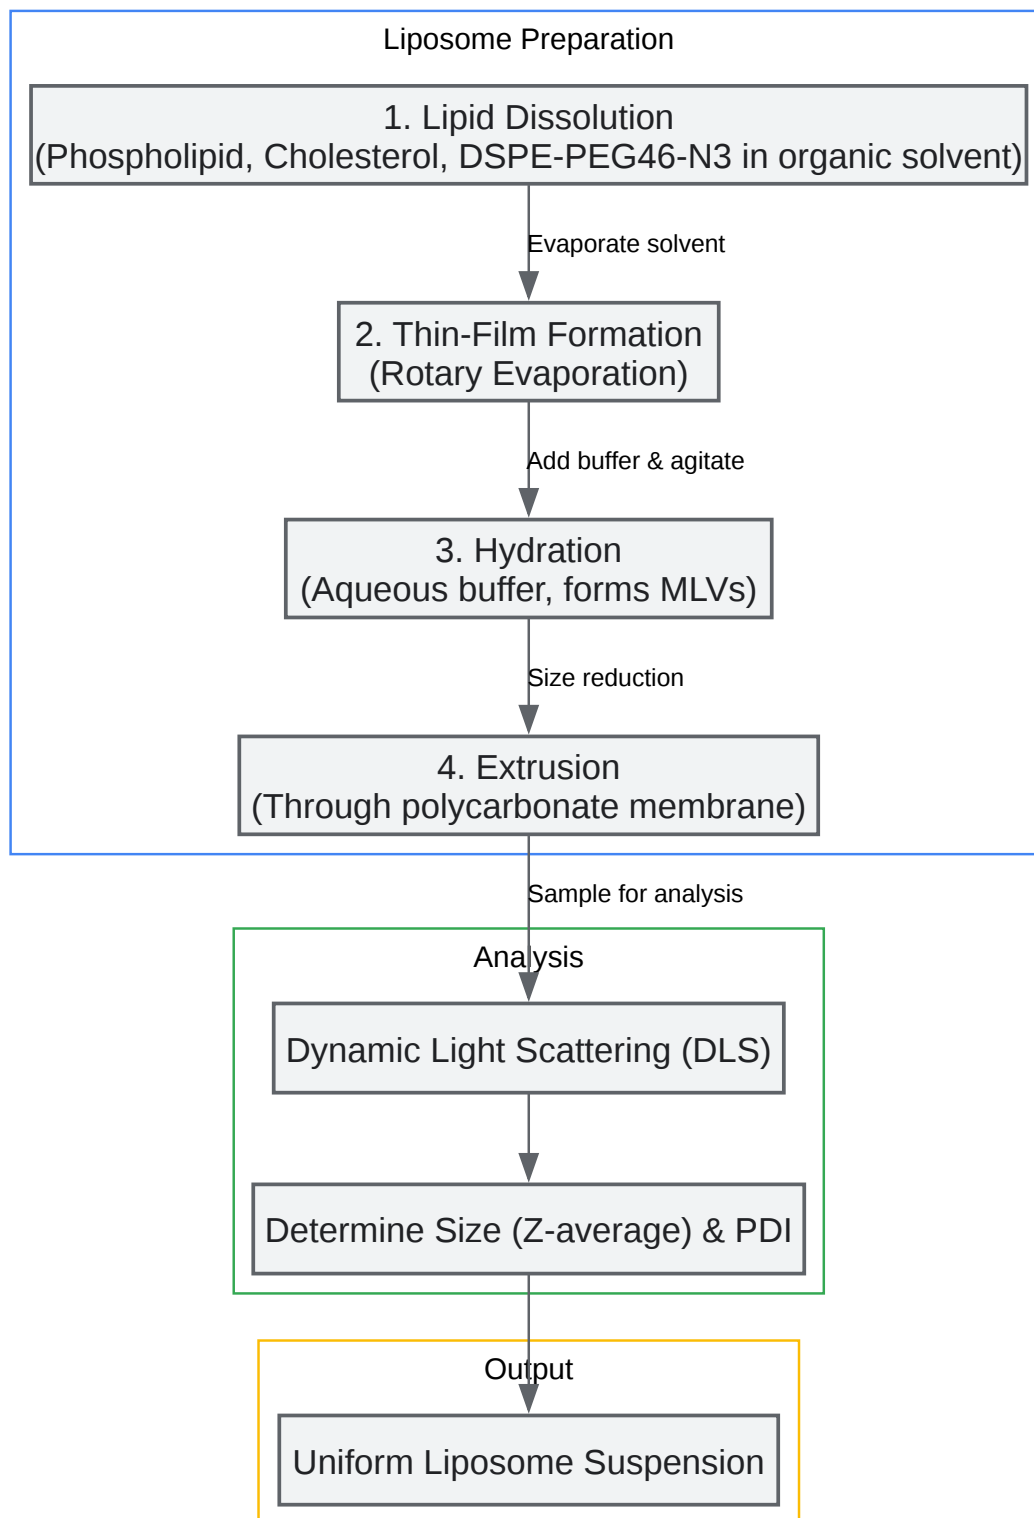 Liposome Preparation
1. Lipid Dissolution
(Phospholipid, Cholesterol, DSPE-PEG46-N3 in organic solvent)
Evaporate solvent
2. Thin-Film Formation
(Rotary Evaporation)
Add buffer & agitate
3. Hydration
(Aqueous buffer, forms MLVs)
Size reduction
4. Extrusion
(Through polycarbonate membrane)
Sample for analysis
Analysis
Dynamic Light Scattering (DLS)
Determine Size (Z-average) & PDI
Output
Uniform Liposome Suspension